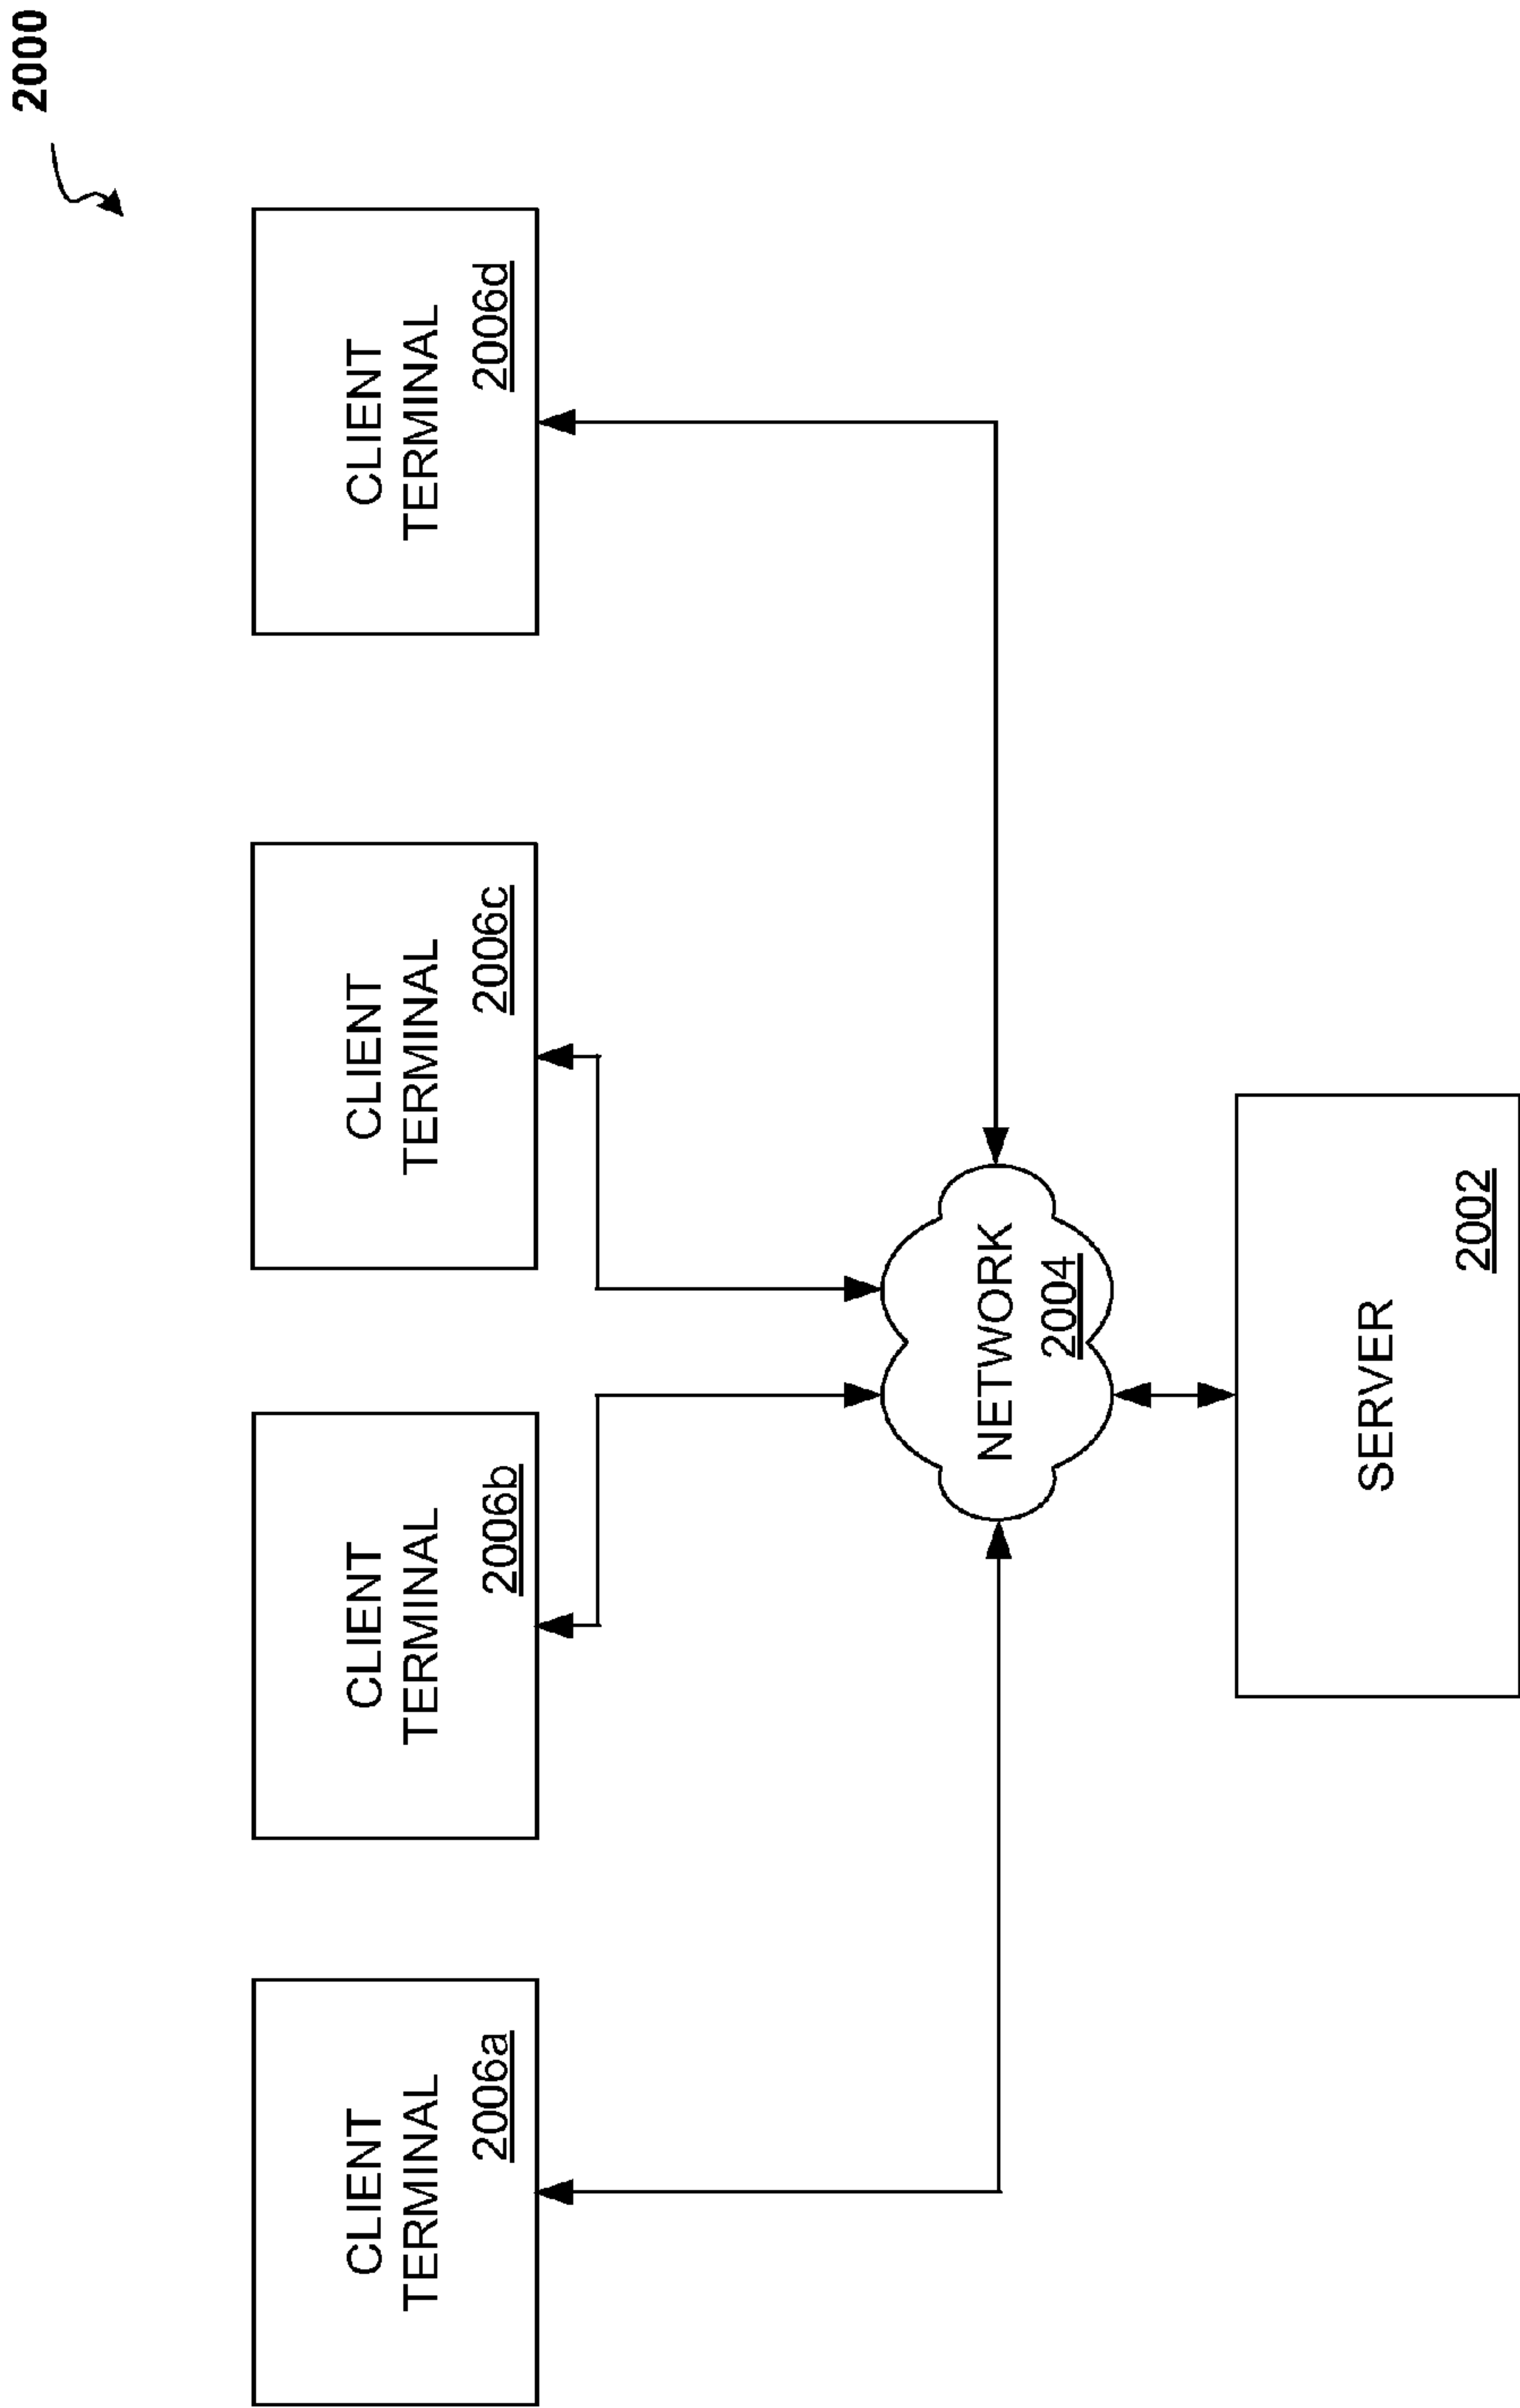 2000
CLIENT
TERMINAL
2006a
CLIENT
TERMINAL
2006b
CLIENT
TERMINAL
2006c
CLIENT
TERMINAL
2006d
NETWORK
2004
SERVER
2002